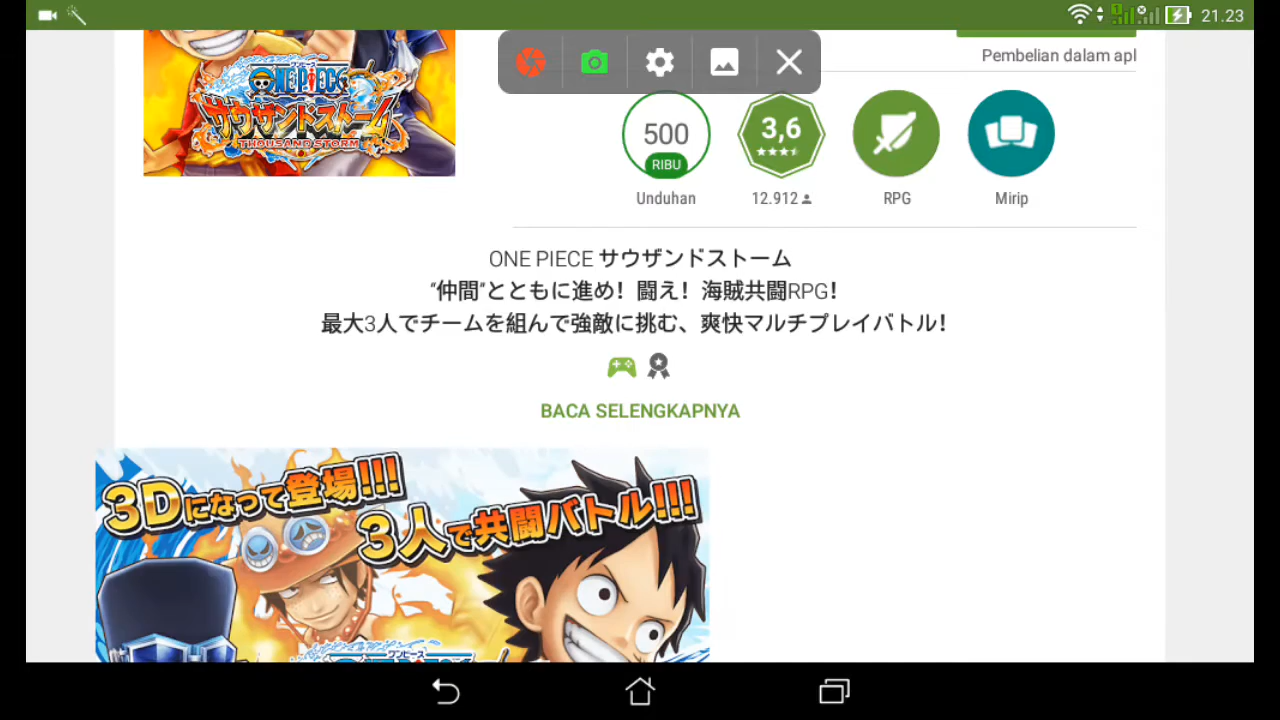 21.23
Pembelian dalam apl
ONE PIECE
サウザンドストーム
THOUSAND STORM
500
RIBU
Unduhan
3,6
12.912
RPG
Mirip
ONE PIECE サウザンドストーム
“仲間”とともに進め！闘え！海賊共闘RPG！
最大3人でチームを組んで強敵に挑む、爽快マルチプレイバトル！
BACA SELENGKAPNYA
3Dになって登場!!!
3人で共闘バトル!!!
ワンピース